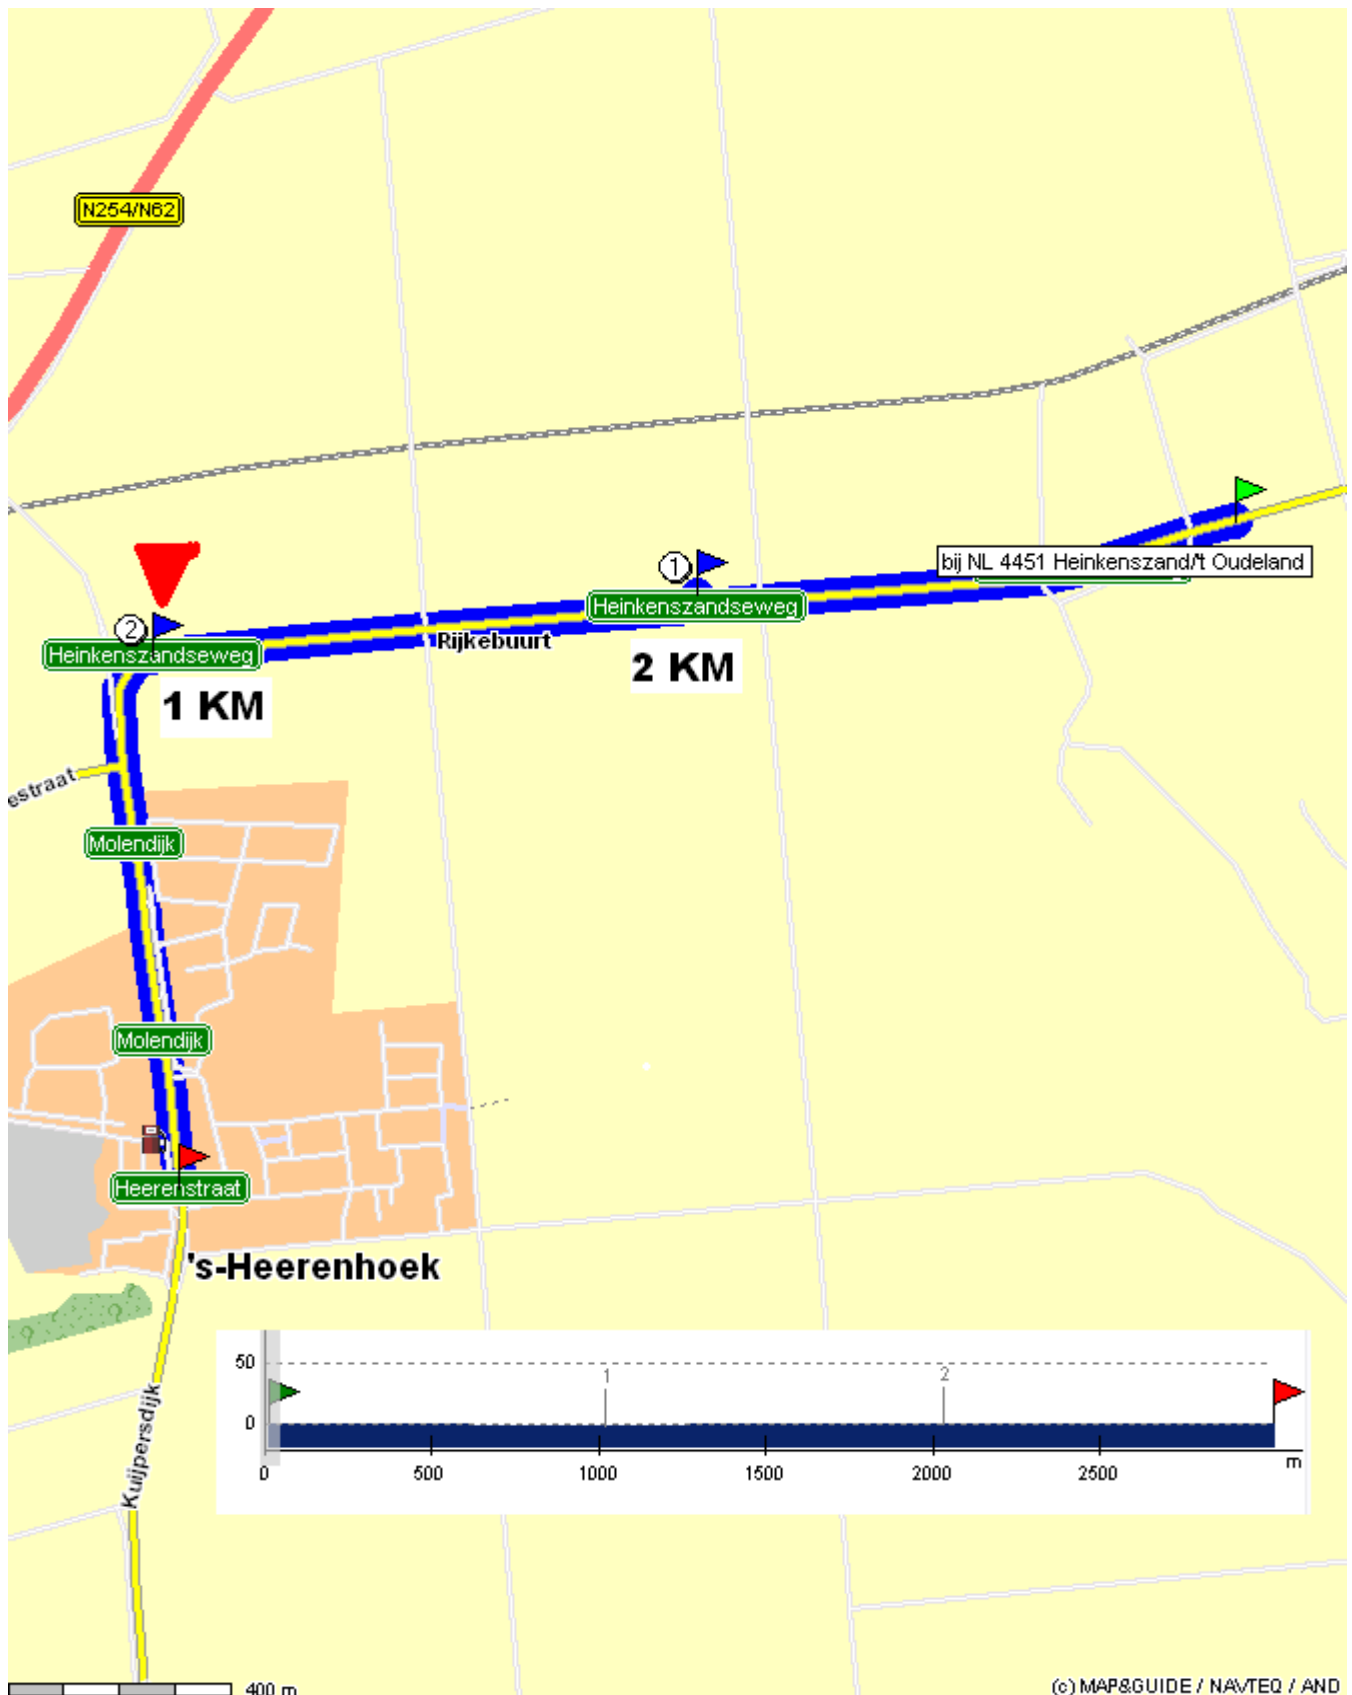 N254/N62
bij NL 4451 Heinkenszand/'t Oudeland
1
Heinkenszandseweg
2
Heinkenszandseweg
Rijkebuurt
2 KM
1 KM
estraat
Molendijk
Molendijk
Heerenstraat
's-Heerenhoek
Kuijpersdijk
50
1
2
0
0
500
1000
1500
2000
2500
m
400 m
(c) MAP&GUIDE / NAVTEQ / AND